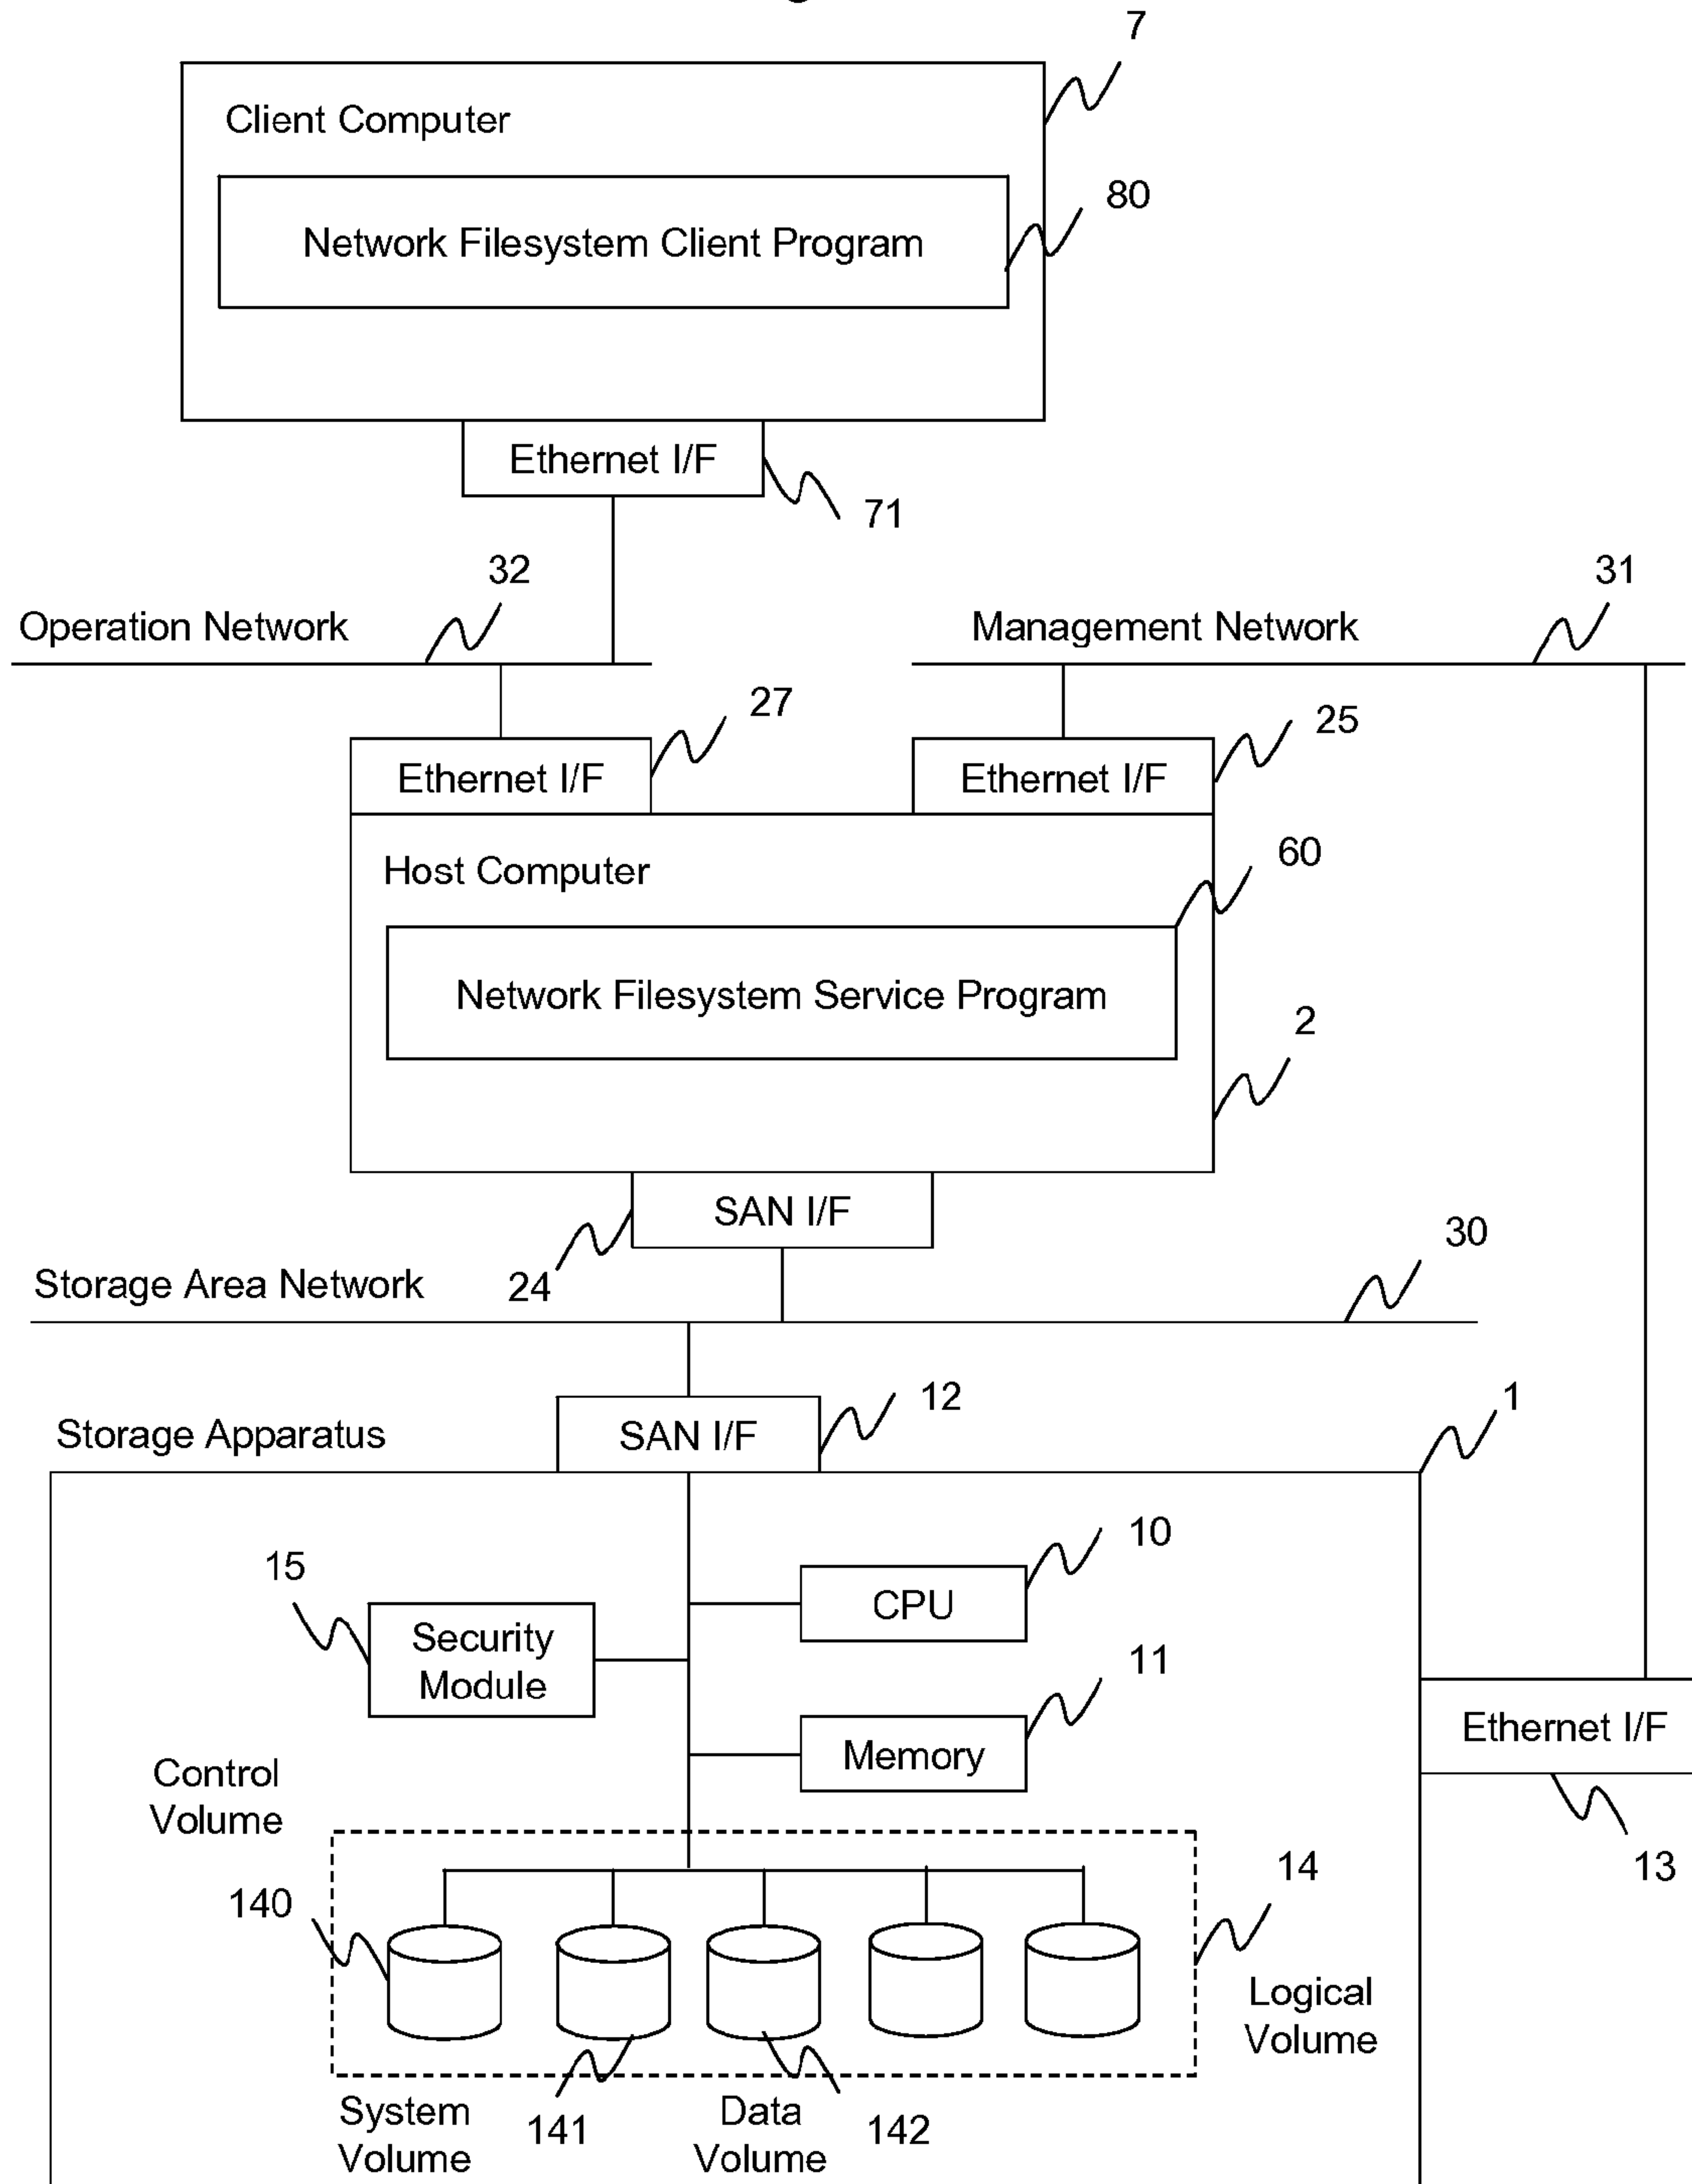 7
Client Computer
80
Network Filesystem Client Program
Ethernet I/F
71
32
31
Operation Network
Management Network
27
25
Ethernet I/F
Ethernet I/F
60
Host Computer
Network Filesystem Service Program
2
SAN I/F
30
24
Storage Area Network
12
1
Storage Apparatus
SAN I/F
10
15
CPU
Security
Module
11
Memory
Ethernet I/F
Control
Volume
13
14
140
Logical
Volume
System
Volume
141
Data
Volume
142